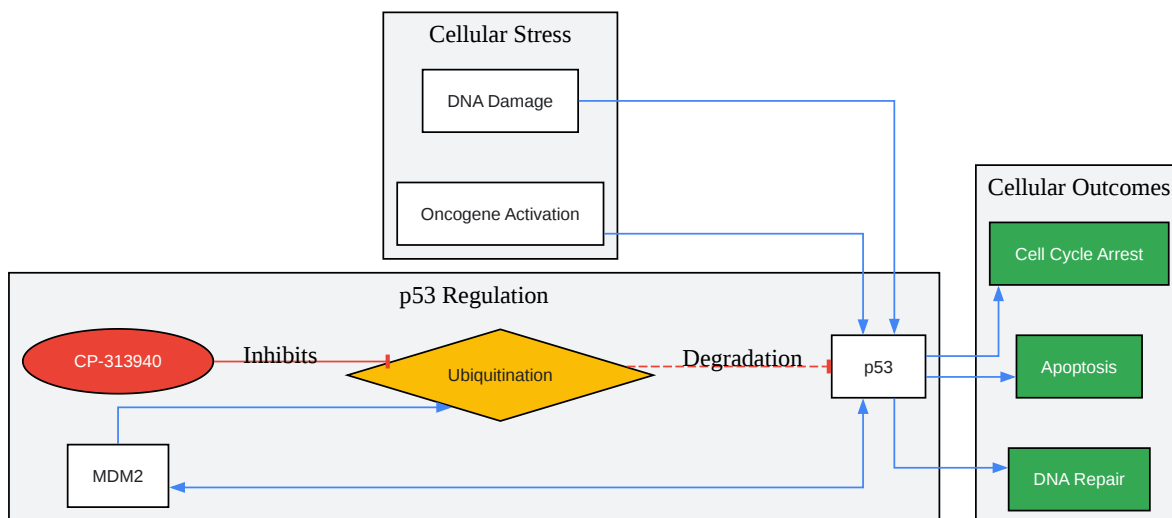 Cellular Stress
DNA Damage
Oncogene Activation
Cellular Outcomes
Cell Cycle Arrest
p53 Regulation
CP-313940
Inhibits
Ubiquitination
Degradation
p53
Apoptosis
MDM2
DNA Repair